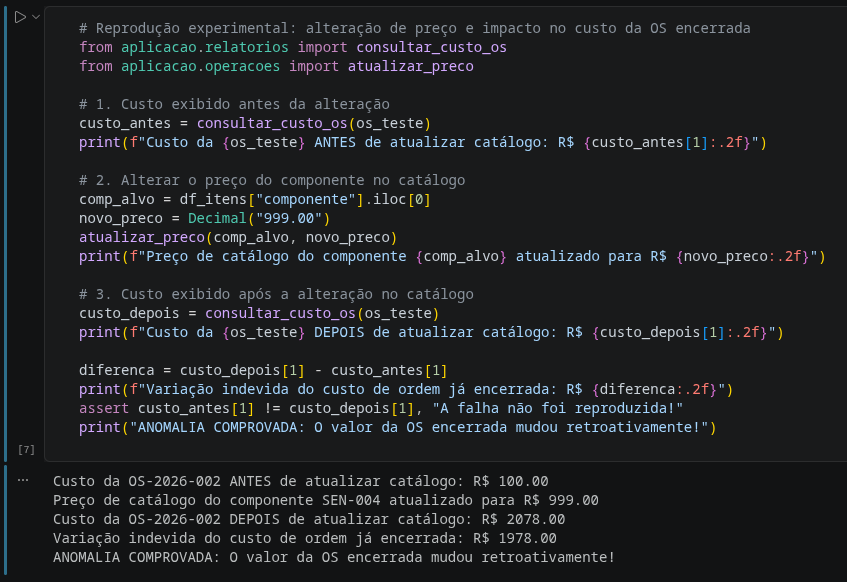 # Reprodução experimental: alteração de preço e impacto no custo da OS encerrada
from aplicacao.relatorios import consultar_custo_os
from aplicacao.operacoes import atualizar_preco
# 1. Custo exibido antes da alteração
custo_antes = consultar_custo_os(os_teste)
print(f"Custo da {os_teste} ANTES de atualizar catálogo: R$ {custo_antes[1]:.2f}")
# 2. Alterar o preço do componente no catálogo
comp_alvo = df_itens["componente"].iloc[0]
novo_preco = Decimal("999.00")
atualizar_preco(comp_alvo, novo_preco)
print(f"Preço de catálogo do componente {comp_alvo} atualizado para R$ {novo_preco:.2f}")
# 3. Custo exibido após a alteração no catálogo
custo_depois = consultar_custo_os(os_teste)
print(f"Custo da {os_teste} DEPOIS de atualizar catálogo: R$ {custo_depois[1]:.2f}")
diferenca = custo_depois[1] - custo_antes[1]
print(f"Variação indevida do custo de ordem já encerrada: R$ {diferenca:.2f}")
assert custo_antes[1] != custo_depois[1], "A falha não foi reproduzida!"
print("ANOMALIA COMPROVADA: O valor da OS encerrada mudou retroativamente!")
[7]
...
Custo da OS-2026-002 ANTES de atualizar catálogo: R$ 100.00
Preço de catálogo do componente SEN-004 atualizado para R$ 999.00
Custo da OS-2026-002 DEPOIS de atualizar catálogo: R$ 2078.00
Variação indevida do custo de ordem já encerrada: R$ 1978.00
ANOMALIA COMPROVADA: O valor da OS encerrada mudou retroativamente!